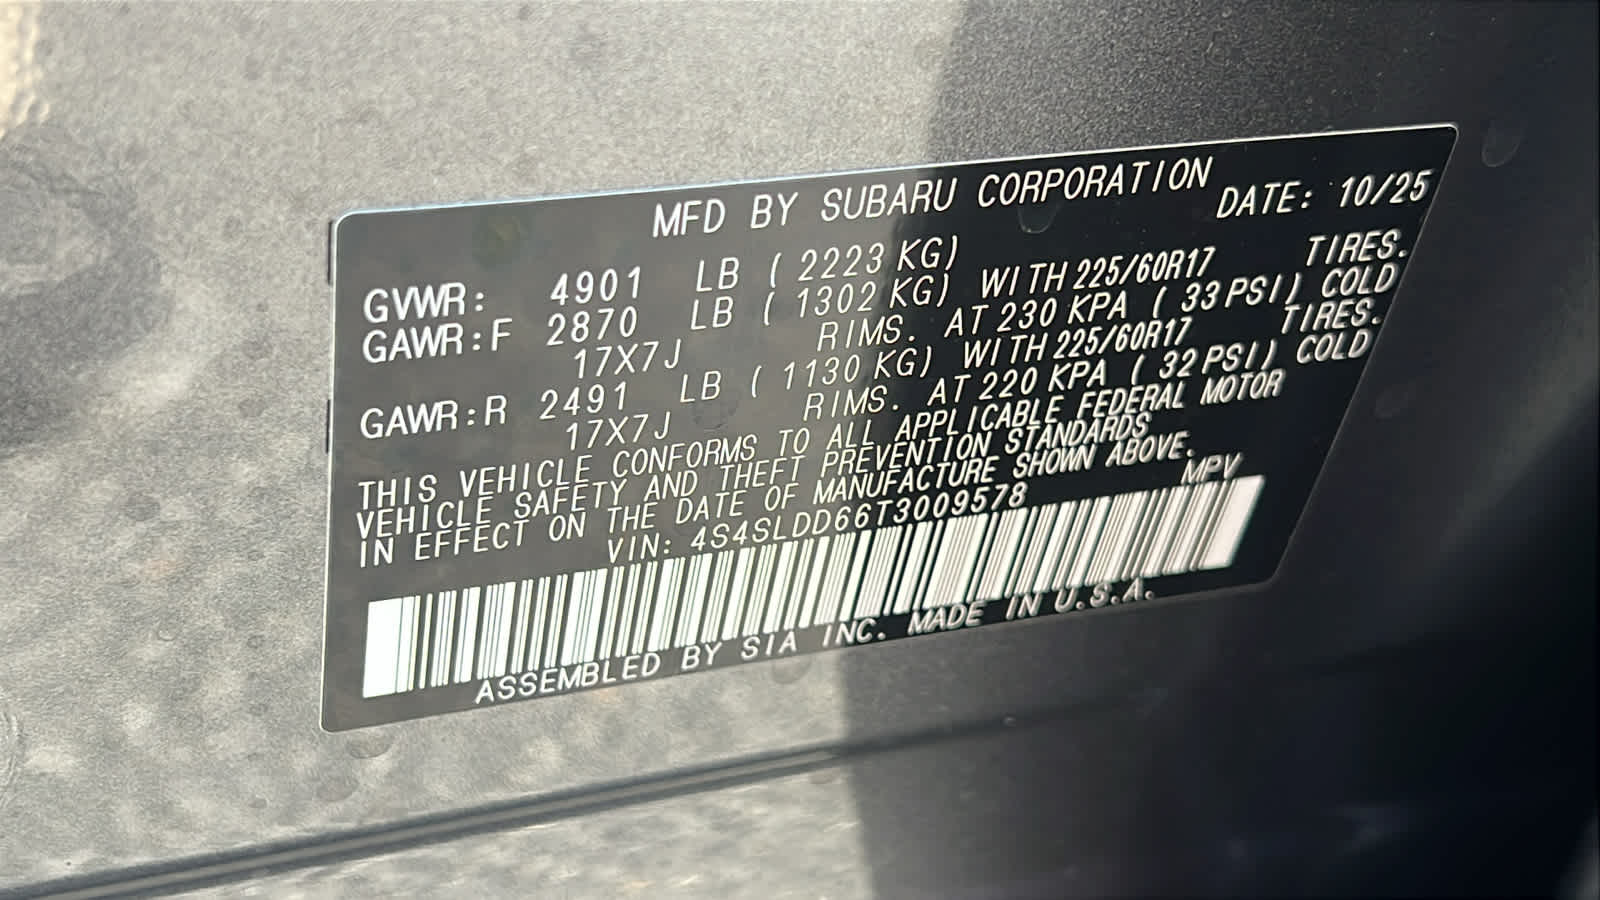 MFD BY SUBARU CORPORATION DATE: 10/25
GVWR: 4901 LB ( 2223 KG)
GAWR:F 2870 LB ( 1302 KG) WITH 225/60R17 TIRES.
17X7J RIMS. AT 230 KPA ( 33 PSI) COLD
GAWR:R 2491 LB ( 1130 KG) WITH 225/60R17 TIRES.
17X7J RIMS. AT 220 KPA ( 32 PSI) COLD
THIS VEHICLE CONFORMS TO ALL APPLICABLE FEDERAL MOTOR
VEHICLE SAFETY AND THEFT PREVENTION STANDARDS
IN EFFECT ON THE DATE OF MANUFACTURE SHOWN ABOVE.
VIN: 4S4SLDD66T3009578 MPV
ASSEMBLED BY SIA INC. MADE IN U.S.A.